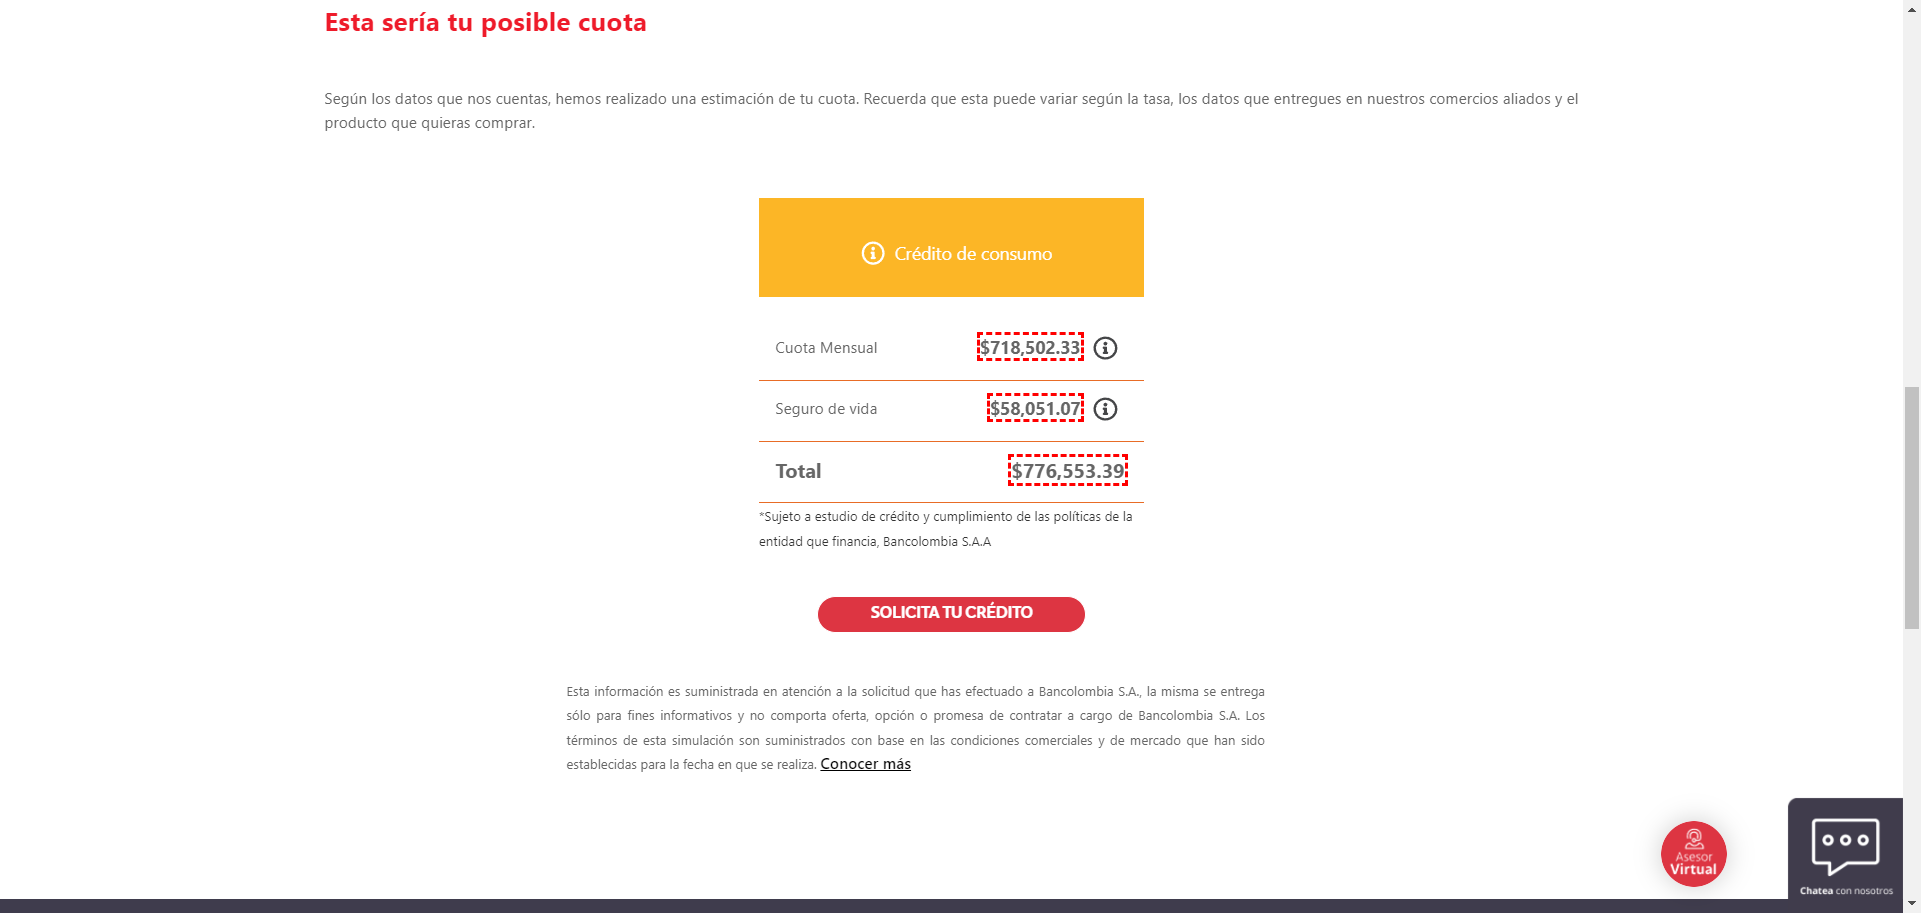 Esta sería tu posible cuota
Según los datos que nos cuentas, hemos realizado una estimación de tu cuota. Recuerda que esta puede variar según la tasa, los datos que entregues en nuestros comercios aliados y el
producto que quieras comprar.
Crédito de consumo
Cuota Mensual $718,502.33
Seguro de vida $58,051.07
Total $776,553.39
*Sujeto a estudio de crédito y cumplimiento de las políticas de la
entidad que financia, Bancolombia S.A.A
SOLICITA TU CRÉDITO
Esta información es suministrada en atención a la solicitud que has efectuado a Bancolombia S.A., la misma se entrega
sólo para fines informativos y no comporta oferta, opción o promesa de contratar a cargo de Bancolombia S.A. Los
términos de esta simulación son suministrados con base en las condiciones comerciales y de mercado que han sido
establecidas para la fecha en que se realiza. Conocer más
Asesor
Virtual
Chatea con nosotros